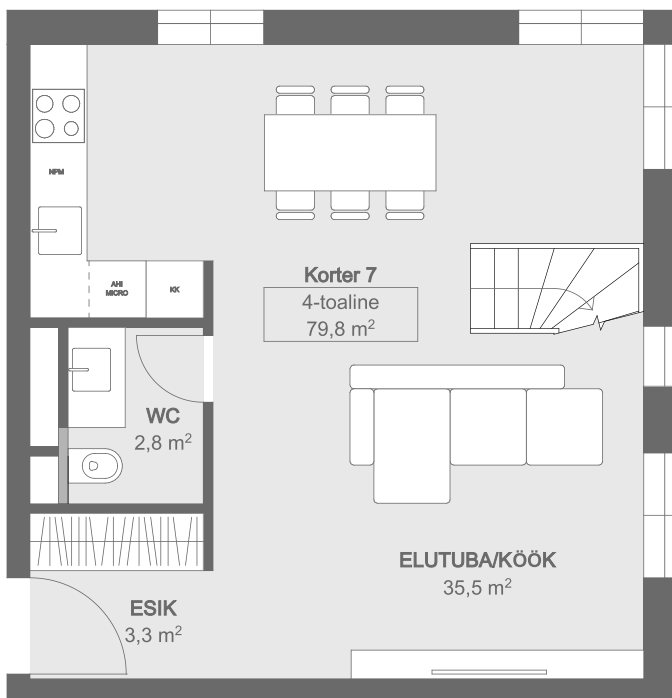 NPM
AHI
MICRO
KK
Korter 7
4-toaline
79,8 m²
WC
2,8 m²
ELUTUBA/KÖÖK
35,5 m²
ESIK
3,3 m²